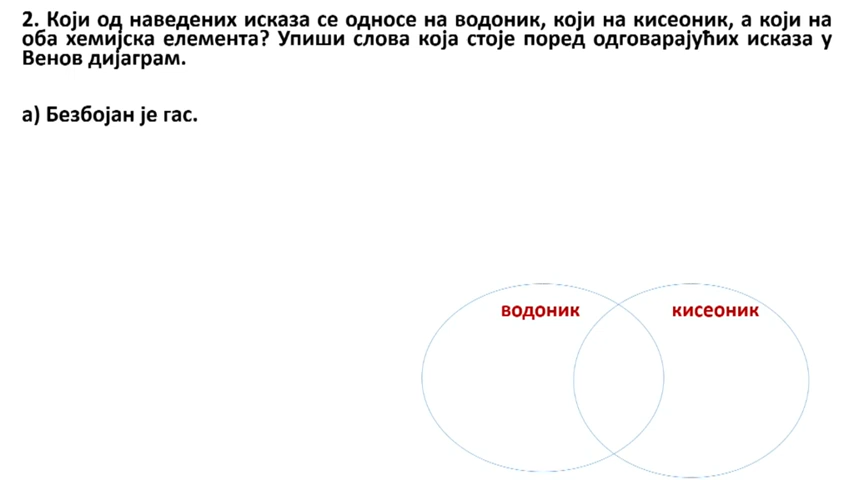 2. Који од наведених исказа се односе на водоник, који на кисеоник, а који на
оба хемијска елемента? Упиши слова која стоје поред одговарајућих исказа у
Венов дијаграм.
а) Безбојан је гас.
водоник кисеоник